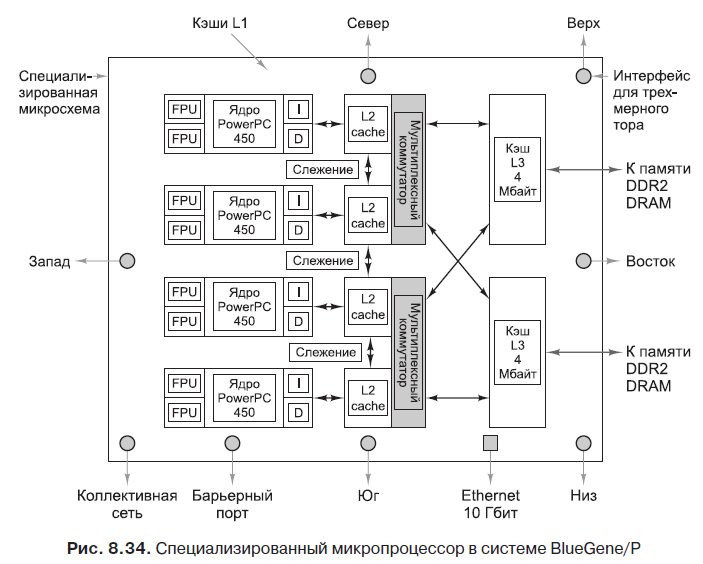 Кэши L1
Север
Верх
Специали-
зированная
микросхема
Интерфейс
для трех-
мерного
тора
FPU
FPU
Ядро
PowerPC
450
I
D
L2
cache
Мультиплексный
коммутатор
Кэш
L3
4
Мбайт
К памяти
DDR2
DRAM
Слежение
FPU
FPU
Ядро
PowerPC
450
I
D
L2
cache
Запад
Слежение
Восток
FPU
FPU
Ядро
PowerPC
450
I
D
L2
cache
Мультиплексный
коммутатор
Кэш
L3
4
Мбайт
К памяти
DDR2
DRAM
Слежение
FPU
FPU
Ядро
PowerPC
450
I
D
L2
cache
Коллективная
сеть
Барьерный
порт
Юг
Ethernet
10 Гбит
Низ
Рис. 8.34. Специализированный микропроцессор в системе BlueGene/P